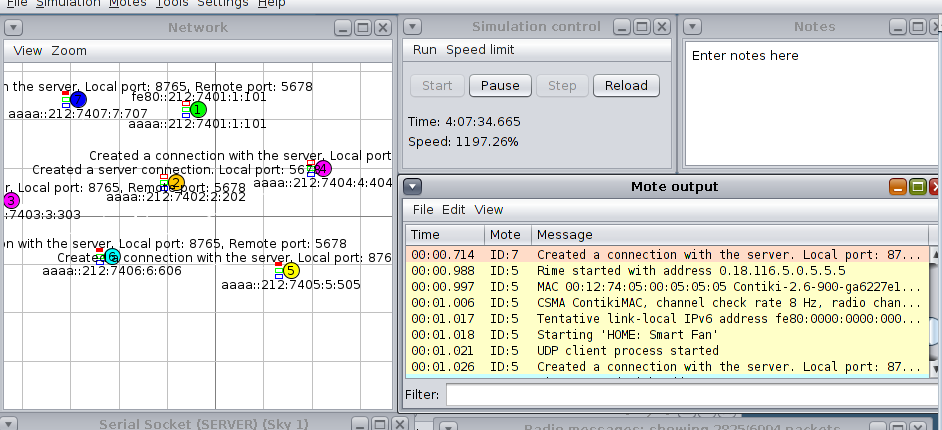 File Simulation Motes Tools Settings Help
Network
View Zoom
n the server. Local port: 8765, Remote port: 5678
fe80::212:7401:1:101
1
aaaa::212:7407:7:707
aaaa::212:7401:1:101
Created a connection with the server. Local port
Created a server connection. Local port: 567
4
2
aaaa::212:7404:4:404
r. Local port: 8765, Remote port: 5678
aaaa::212:7402:2:202
3
:7403:3:303
on with the server. Local port: 8765, Remote port: 5678
6
Created a connection with the server. Local port: 876
aaaa::212:7406:6:606
5
aaaa::212:7405:5:505
Serial Socket (SERVER) (Sky 1)
Simulation control
Run Speed limit
Start Pause Step Reload
Time: 4:07:34.665
Speed: 1197.26%
Notes
Enter notes here
Mote output
File Edit View
Time Mote Message
00:00.714 ID:7 Created a connection with the server. Local port: 87...
00:00.988 ID:5 Rime started with address 0.18.116.5.0.5.5.5
00:00.997 ID:5 MAC 00:12:74:05:00:05:05:05 Contiki-2.6-900-ga6227e1...
00:01.006 ID:5 CSMA ContikiMAC, channel check rate 8 Hz, radio chan...
00:01.017 ID:5 Tentative link-local IPv6 address fe80:0000:0000:000...
00:01.018 ID:5 Starting 'HOME: Smart Fan'
00:01.021 ID:5 UDP client process started
00:01.026 ID:5 Created a connection with the server. Local port: 87...
Filter:
Radio messages: showing 2825/6094 packets